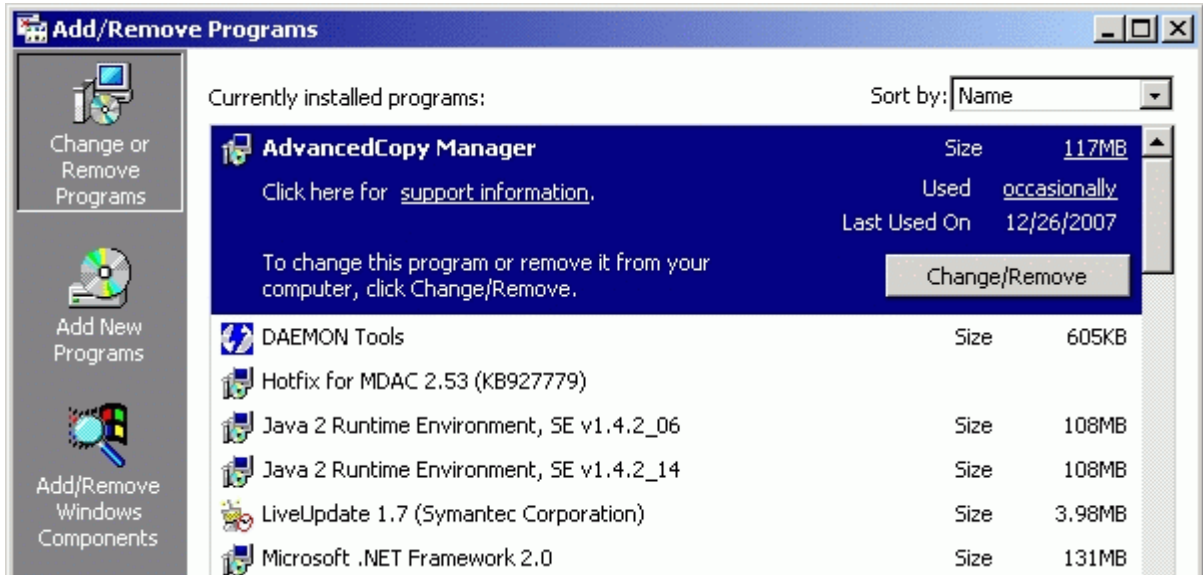 Add/Remove Programs
Change or
Remove
Programs
Add New
Programs
Add/Remove
Windows
Components
Currently installed programs:
Sort by: Name
AdvancedCopy Manager Size 117MB
Click here for support information. Used occasionally
Last Used On 12/26/2007
To change this program or remove it from your
computer, click Change/Remove.
Change/Remove
DAEMON Tools Size 605KB
Hotfix for MDAC 2.53 (KB927779)
Java 2 Runtime Environment, SE v1.4.2_06 Size 108MB
Java 2 Runtime Environment, SE v1.4.2_14 Size 108MB
LiveUpdate 1.7 (Symantec Corporation) Size 3.98MB
Microsoft .NET Framework 2.0 Size 131MB